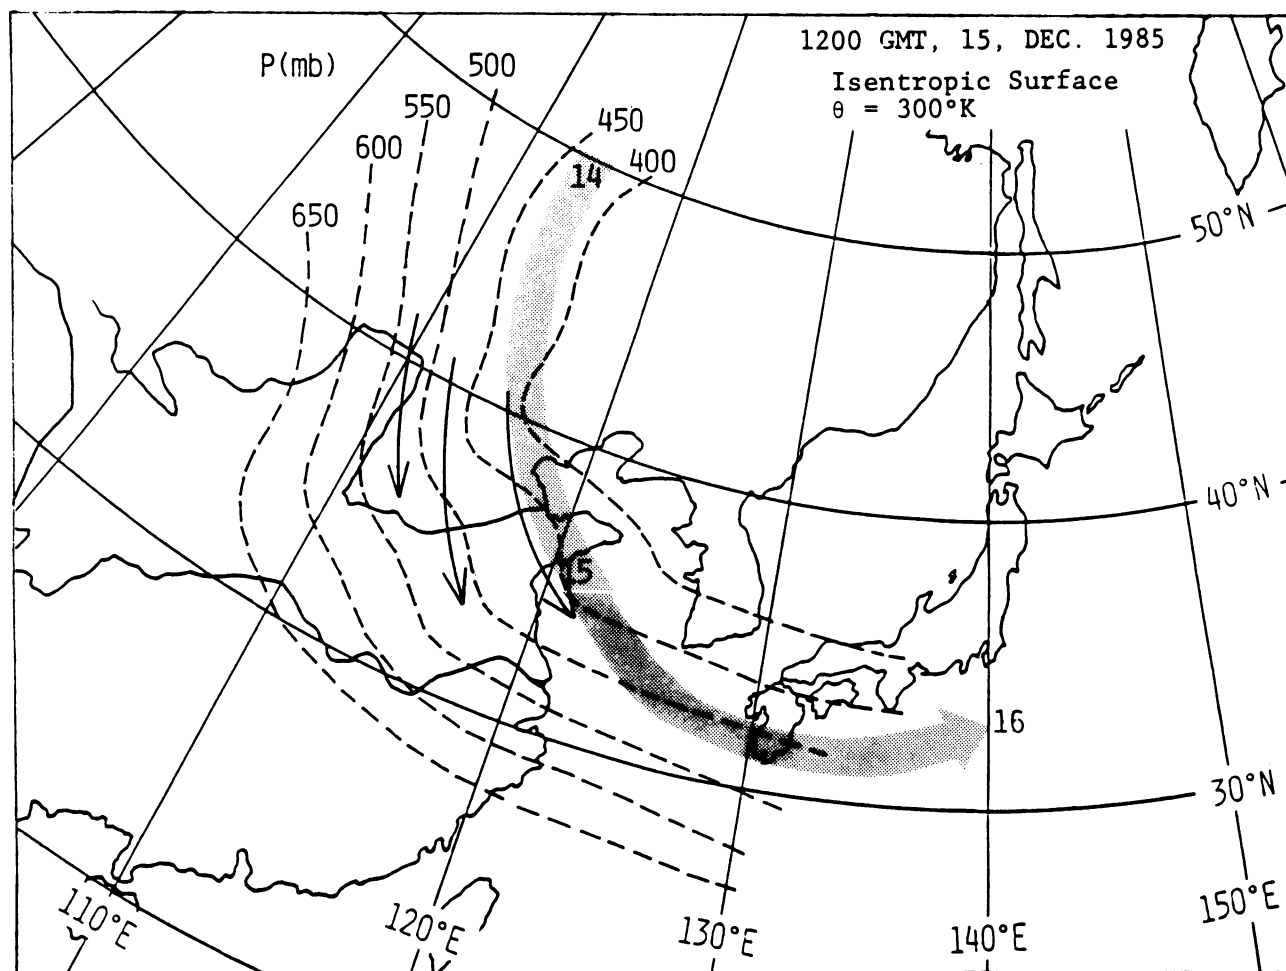 1200 GMT, 15, DEC. 1985
Isentropic Surface
θ = 300°K
P(mb)
500
550
450
600
400
14
650
50°N
40°N
15
16
30°N
110°E
120°E
130°E
140°E
150°E